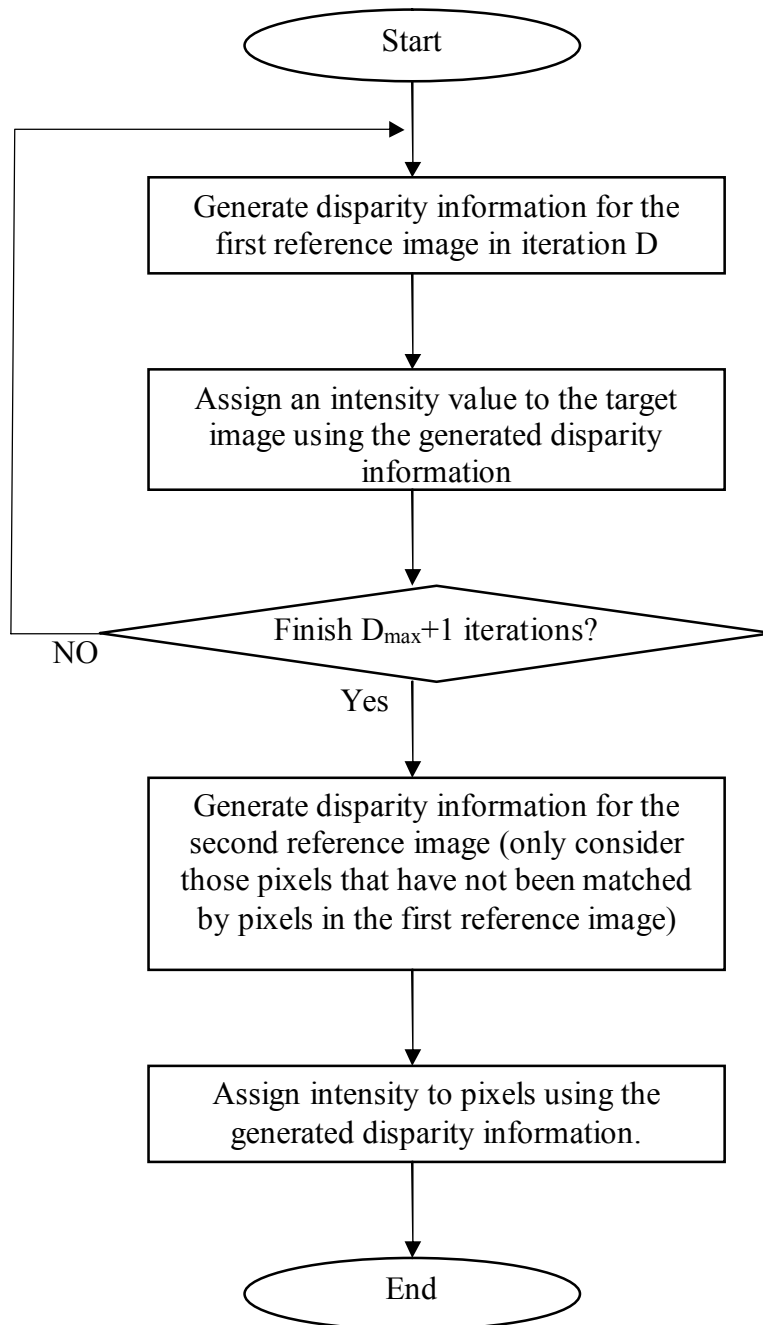 Start
Generate disparity information for the
first reference image in iteration D
Assign an intensity value to the target
image using the generated disparity
information
Finish Dmax+1 iterations?
NO
Yes
Generate disparity information for the
second reference image (only consider
those pixels that have not been matched
by pixels in the first reference image)
Assign intensity to pixels using the
generated disparity information.
End